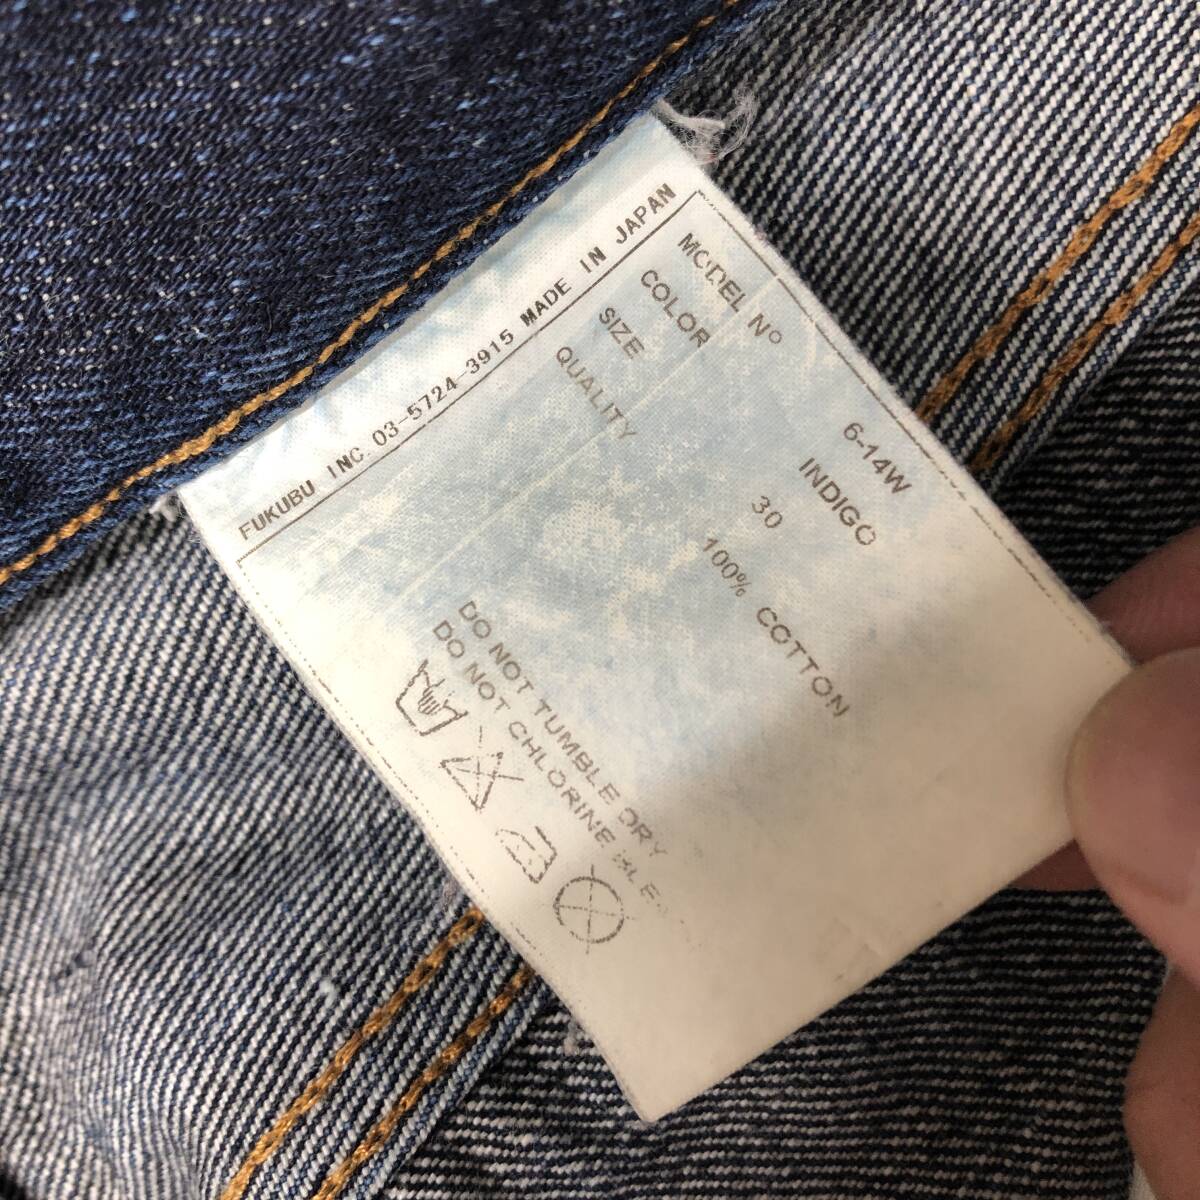 FUKUBU INC. 03-5724-3915 MADE IN JAPAN
MODEL Nº 6-14W
COLOR INDIGO
SIZE 30
QUALITY 100% COTTON
DO NOT TUMBLE DRY
DO NOT CHLORINE